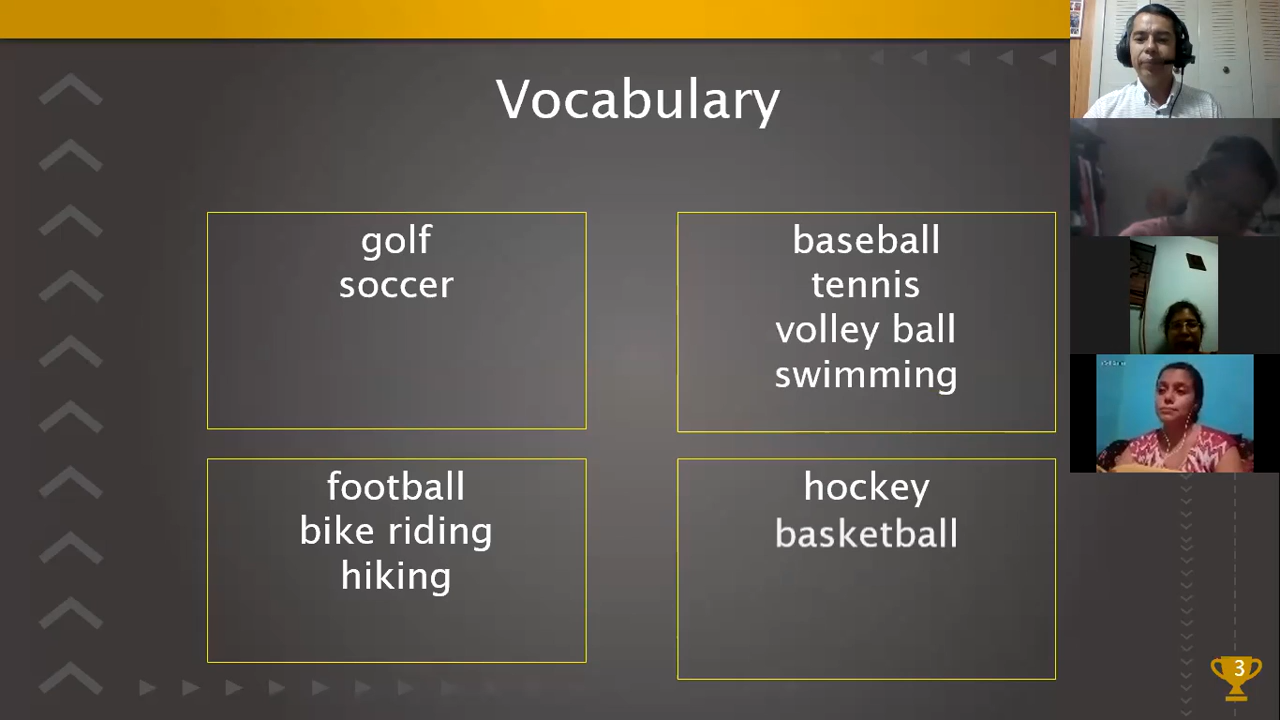 Vocabulary
golf
soccer
baseball
tennis
volley ball
swimming
football
bike riding
hiking
hockey
basketball
3